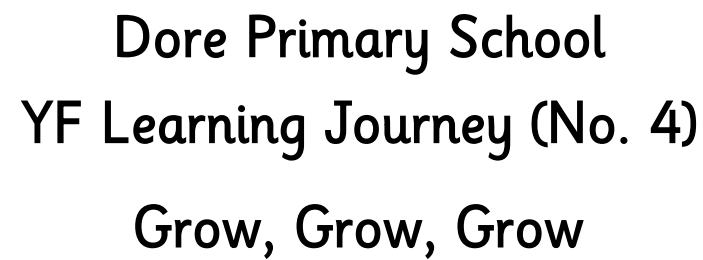 Dore Primary School
YF Learning Journey (No. 4)
Grow, Grow, Grow